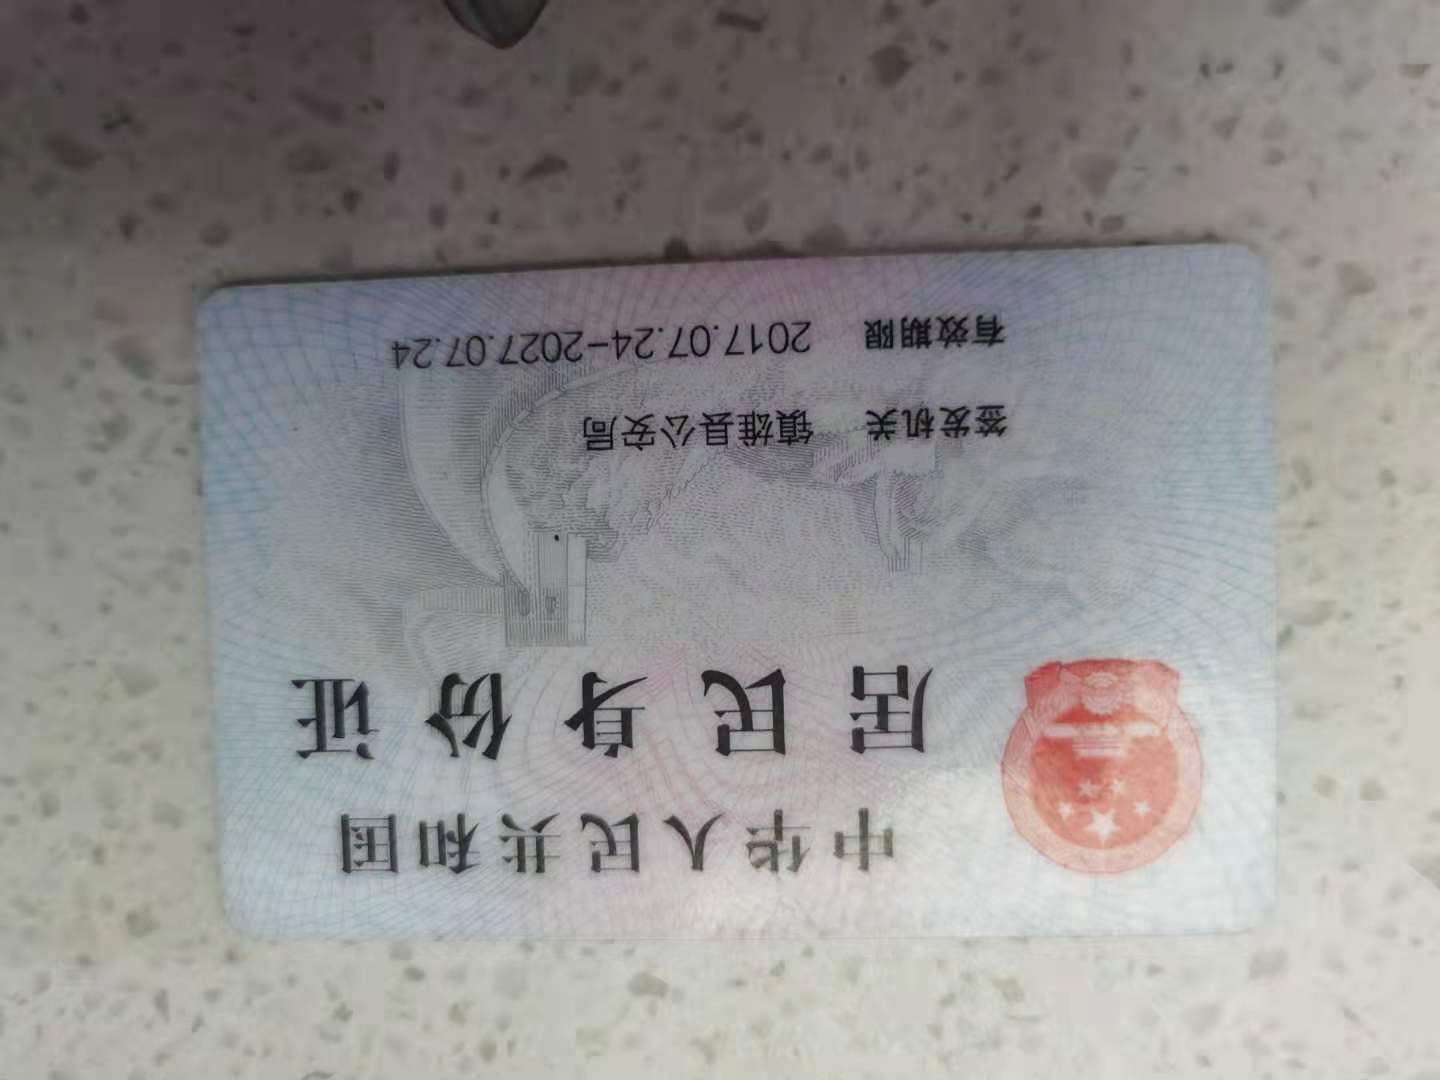 中华人民共和国
居民身份证
签发机关 镇雄县公安局
有效期限 2017.07.24-2027.07.24